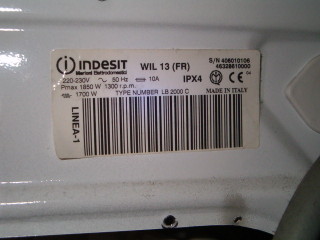 INDESIT WIL 13 (FR) S/N 406010106
Merloni Elettrodomestici IPX4 46328610000
220-230V 50 Hz 10A
Pmax 1850 W 1300 r.p.m.
1700 W TYPE NUMBER LB 2000 C MADE IN ITALY
LINEA-1